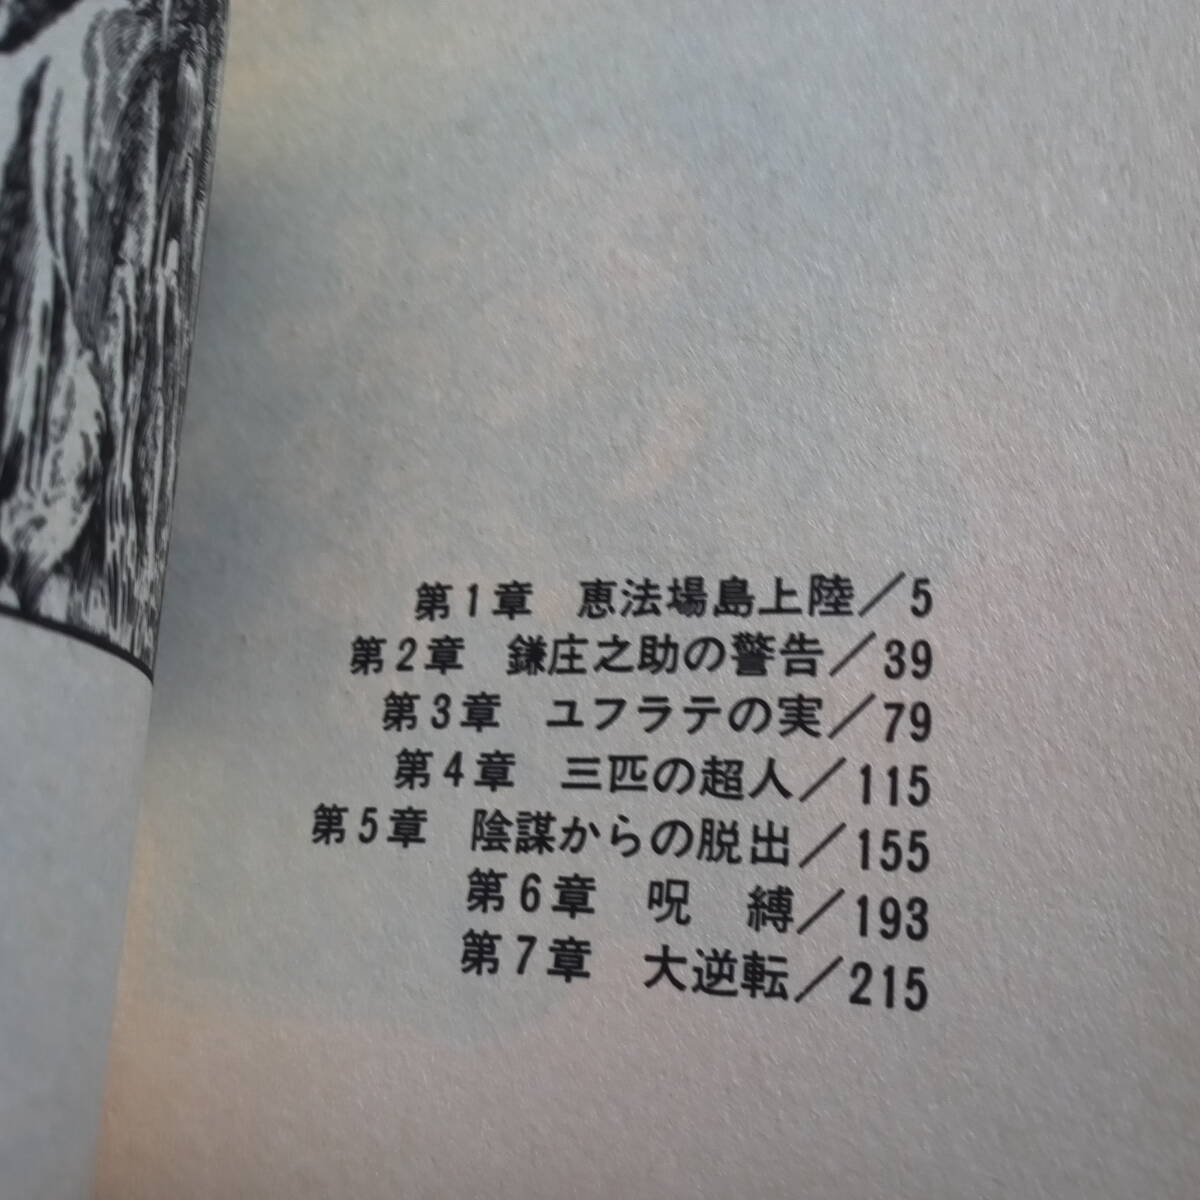 第1章 恵法場島上陸／5
第2章 鎌庄之助の警告／39
第3章 ユフラテの実／79
第4章 三匹の超人／115
第5章 陰謀からの脱出／155
第6章 呪 縛／193
第7章 大逆転／215